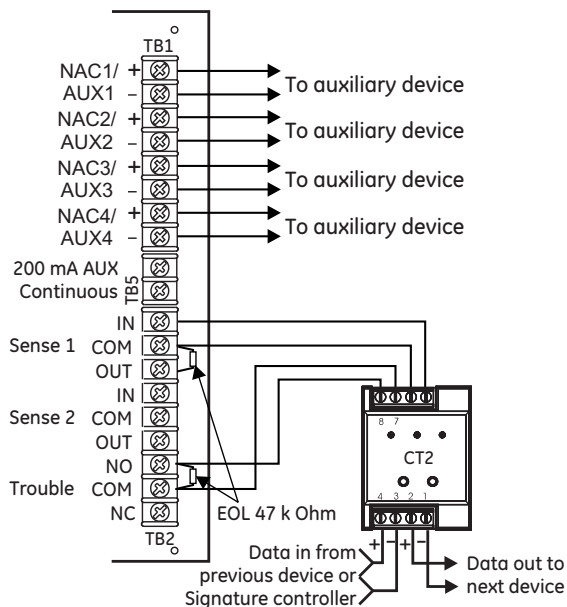 TB1
NAC1/ +
AUX1 –
To auxiliary device
NAC2/ +
AUX2 –
To auxiliary device
NAC3/ +
AUX3 –
To auxiliary device
NAC4/ +
AUX4 –
To auxiliary device
200 mA AUX
Continuous
TB5
IN
Sense 1 COM
OUT
IN
Sense 2 COM
OUT
NO
Trouble COM
NC
TB2
EOL 47 k Ohm
8 7
CT2
4 3 2 1
+ – + –
Data in from
previous device or
Signature controller
Data out to
next device